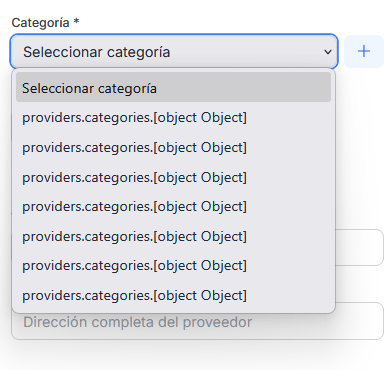 Categoría *
Seleccionar categoría
+
Seleccionar categoría
providers.categories.[object Object]
providers.categories.[object Object]
providers.categories.[object Object]
providers.categories.[object Object]
providers.categories.[object Object]
providers.categories.[object Object]
providers.categories.[object Object]
Dirección completa del proveedor